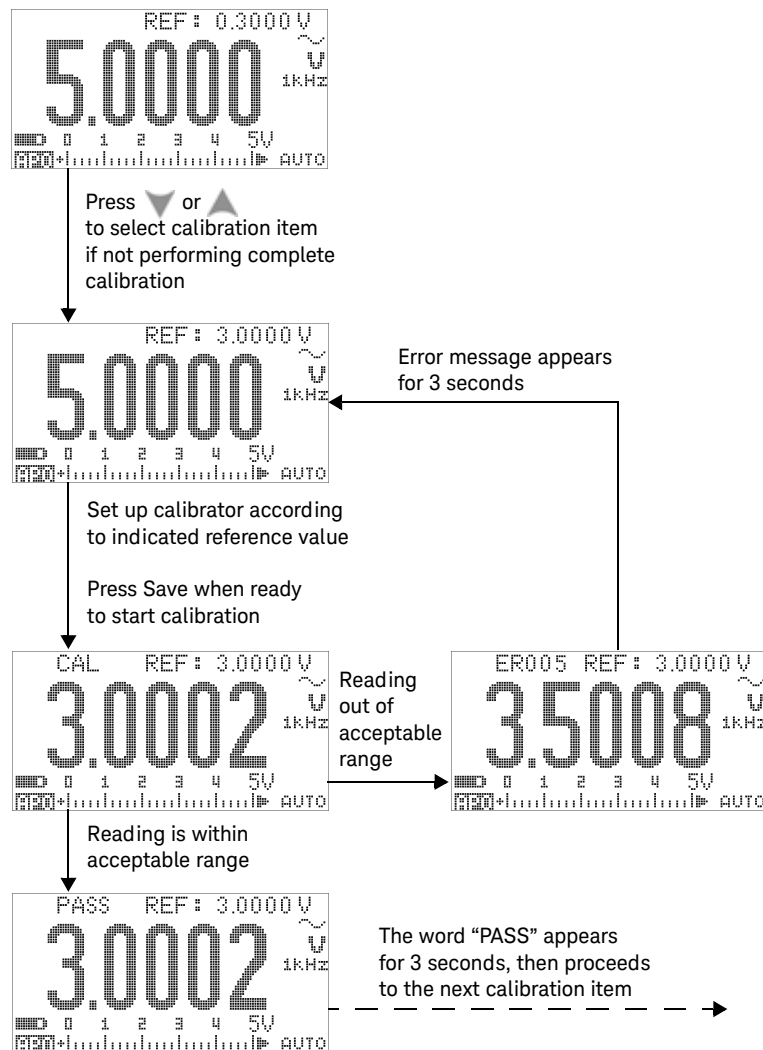 REF: 0.3000 V
5.0000
1kHz
0 1 2 3 4 5V
APO AUTO
Press or
to select calibration item
if not performing complete
calibration
REF: 3.0000 V
5.0000
1kHz
0 1 2 3 4 5V
APO AUTO
Error message appears
for 3 seconds
Set up calibrator according
to indicated reference value
Press Save when ready
to start calibration
CAL REF: 3.0000 V
3.0002
1kHz
0 1 2 3 4 5V
APO AUTO
Reading
out of
acceptable
range
ER005 REF: 3.0000 V
3.5008
1kHz
0 1 2 3 4 5V
APO AUTO
Reading is within
acceptable range
PASS REF: 3.0000 V
3.0002
1kHz
0 1 2 3 4 5V
APO AUTO
The word “PASS” appears
for 3 seconds, then proceeds
to the next calibration item